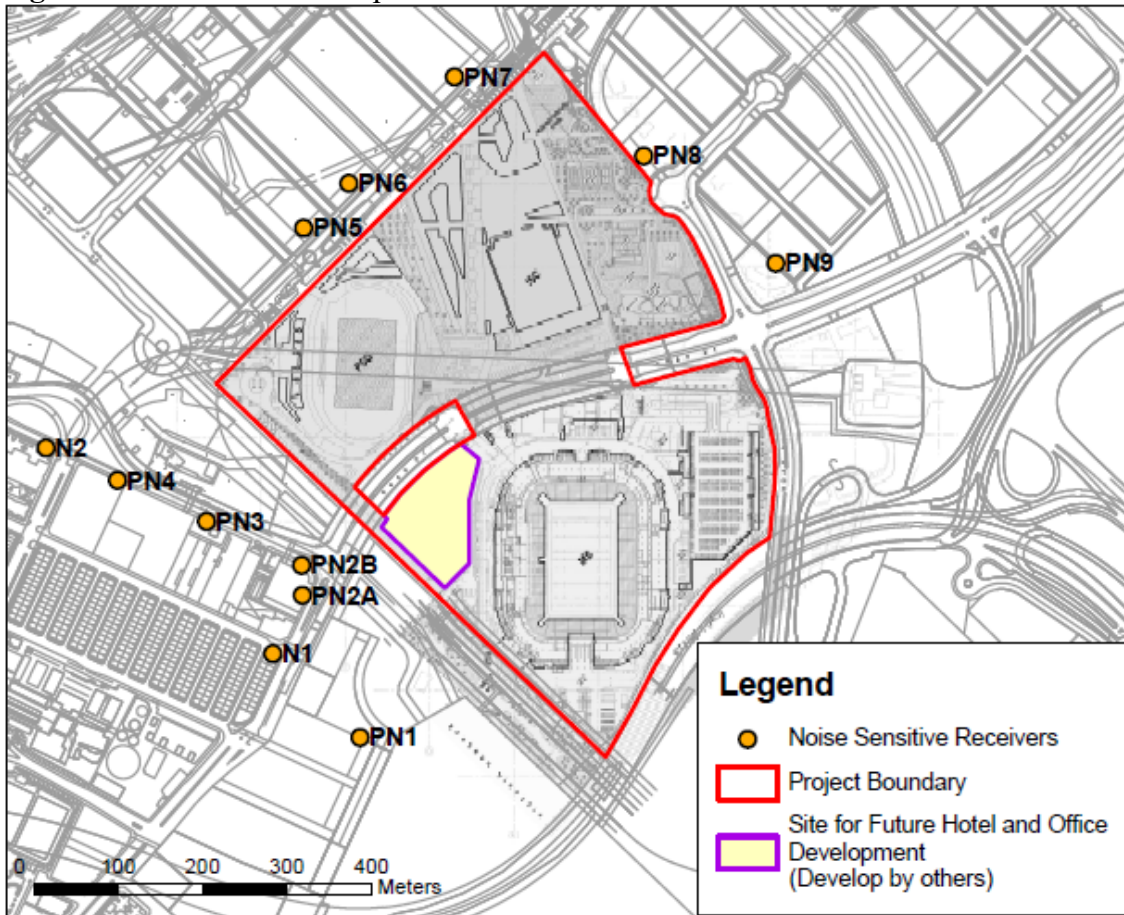 PN7
PN8
PN6
PN5
PN9
N2
PN4
PN3
PN2B
PN2A
N1
PN1
Legend
Noise Sensitive Receivers
Project Boundary
Site for Future Hotel and Office
Development
(Develop by others)
0 100 200 300 400
Meters